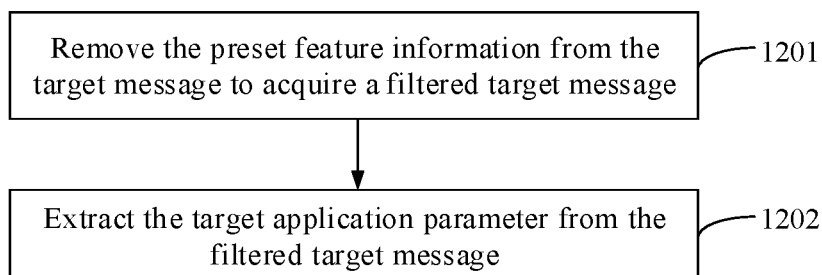 Remove the preset feature information from the
target message to acquire a filtered target message
1201
Extract the target application parameter from the
filtered target message
1202